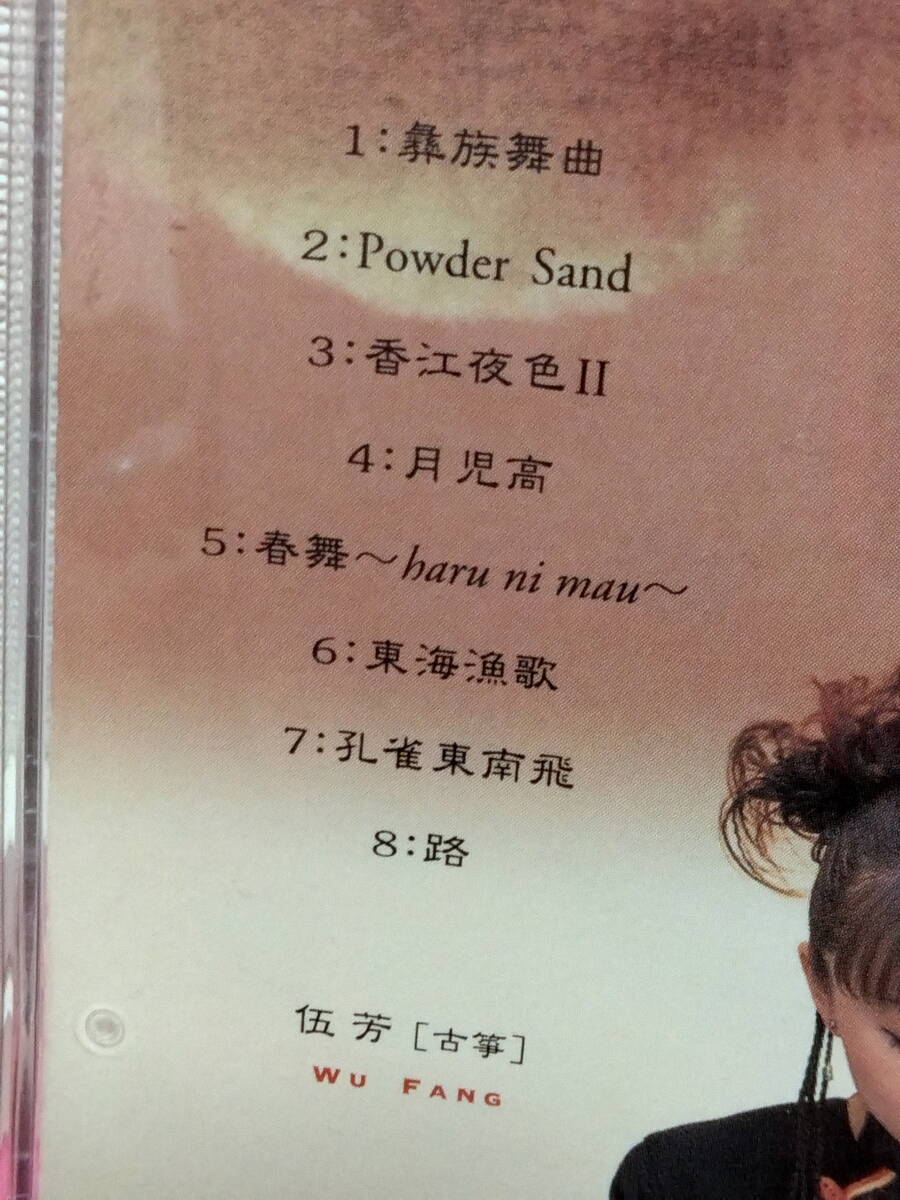 1:彝族舞曲
2:Powder Sand
3:香江夜色II
4:月児高
5:春舞～haru ni mau～
6:東海漁歌
7:孔雀東南飛
8:路
伍芳[古箏]
WU FANG